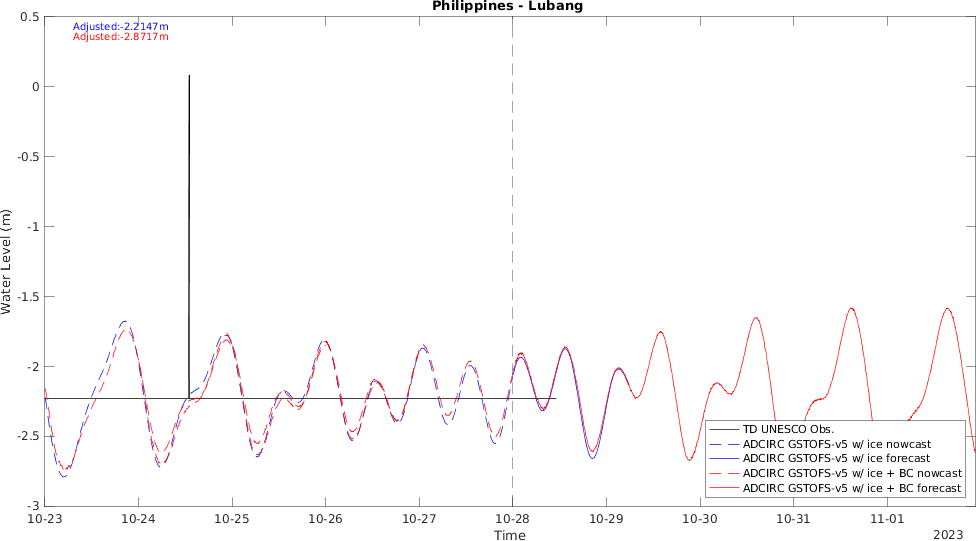 Philippines - Lubang
Adjusted:-2.2147m
Adjusted:-2.8717m
0.5
0
-0.5
-1
-1.5
-2
-2.5
-3
Water Level (m)
10-23
10-24
10-25
10-26
10-27
10-28
10-29
10-30
10-31
11-01
Time
2023
TD UNESCO Obs.
ADCIRC GSTOFS-v5 w/ ice nowcast
ADCIRC GSTOFS-v5 w/ ice forecast
ADCIRC GSTOFS-v5 w/ ice + BC nowcast
ADCIRC GSTOFS-v5 w/ ice + BC forecast